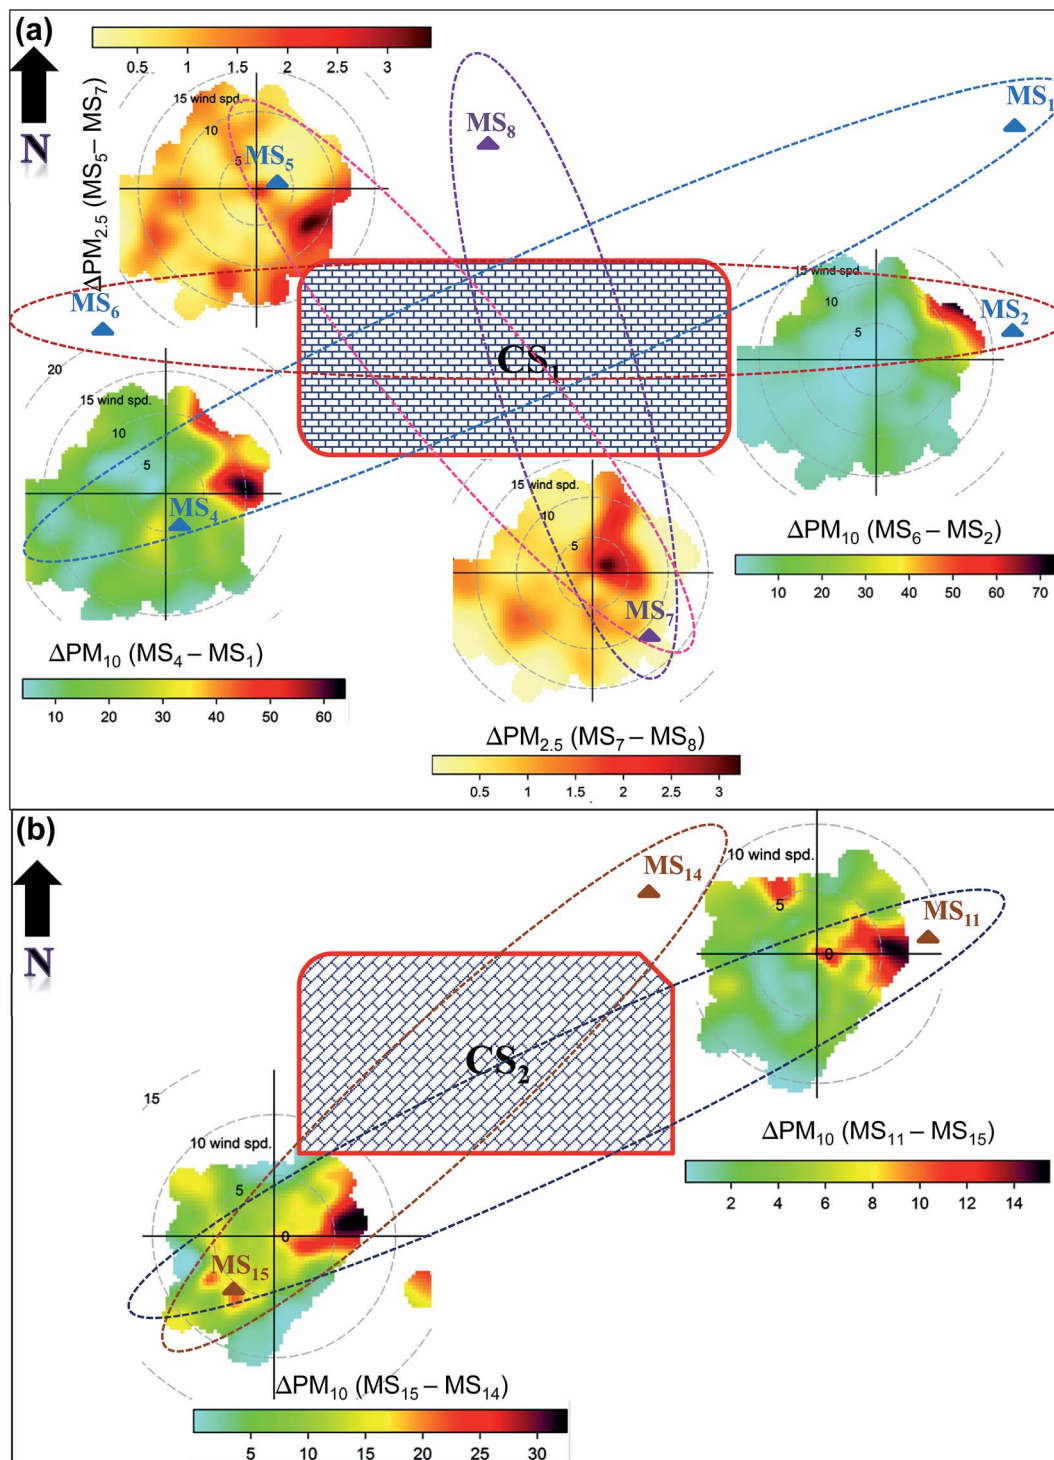 (a)
N
0.5 1 1.5 2 2.5 3
ΔPM2.5 (MS5 – MS7)
15 wind spd.
10
5
MS5
MS8
MS1
MS6
CS1
15 wind spd.
10
5
MS2
20
15 wind spd.
10
5
MS4
15 wind spd.
10
5
MS7
ΔPM10 (MS6 – MS2)
10 20 30 40 50 60 70
ΔPM10 (MS4 – MS1)
10 20 30 40 50 60
ΔPM2.5 (MS7 – MS8)
0.5 1 1.5 2 2.5 3
(b)
N
MS14
10 wind spd.
5
0
MS11
CS2
ΔPM10 (MS11 – MS15)
2 4 6 8 10 12 14
15
10 wind spd.
5
0
MS15
ΔPM10 (MS15 – MS14)
5 10 15 20 25 30